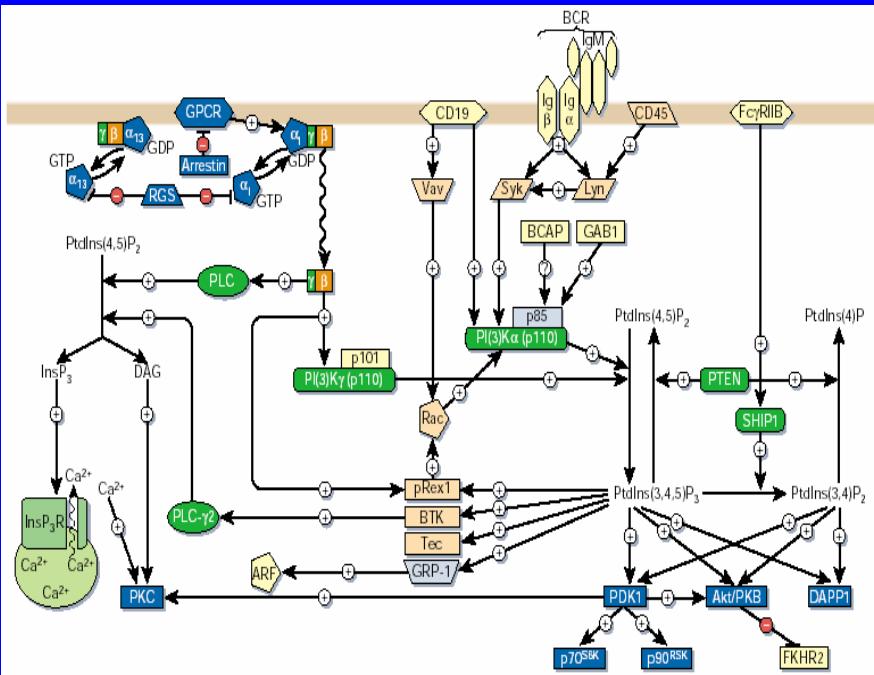 BCR
IgM
GPCR
CD19
Ig
β
Ig
α
CD45
FcγRIIB
γ
β
α13
GDP
αi
γ
β
GTP
Arrestin
GDP
α13
RGS
αi
GTP
Vav
Syk
Lyn
BCAP
GAB1
PtdIns(4,5)P2
PLC
γ
β
?
p85
PI(3)Kα (p110)
PtdIns(4,5)P2
PtdIns(4)P
p101
PI(3)Kγ (p110)
InsP3
DAG
PTEN
Rac
SHIP1
Ca2+
Ca2+
InsP3R
pRex1
PtdIns(3,4,5)P3
PtdIns(3,4)P2
PLC-γ2
BTK
Tec
Ca2+
Ca2+
Ca2+
ARF
GRP-1
PKC
PDK1
Akt/PKB
DAPP1
p70S6K
p90RSK
FKHR2